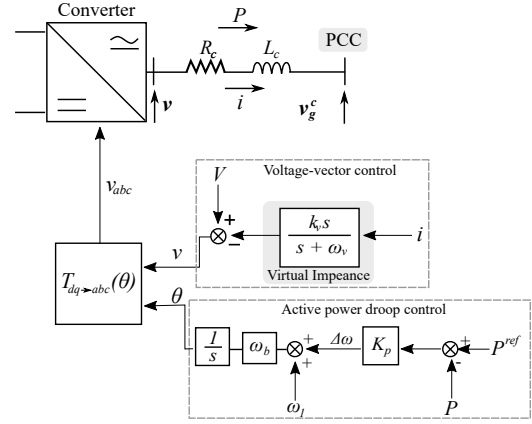 Converter
P
R_c
L_c
PCC
v
i
v_g^c
v_abc
Voltage-vector control
V
+
−
k_v s
s + ω_v
i
Virtual Impeance
v
T_dq→abc(θ)
θ
Active power droop control
1
s
ω_b
+
+
Δω
K_p
+
-
P^ref
ω_1
P